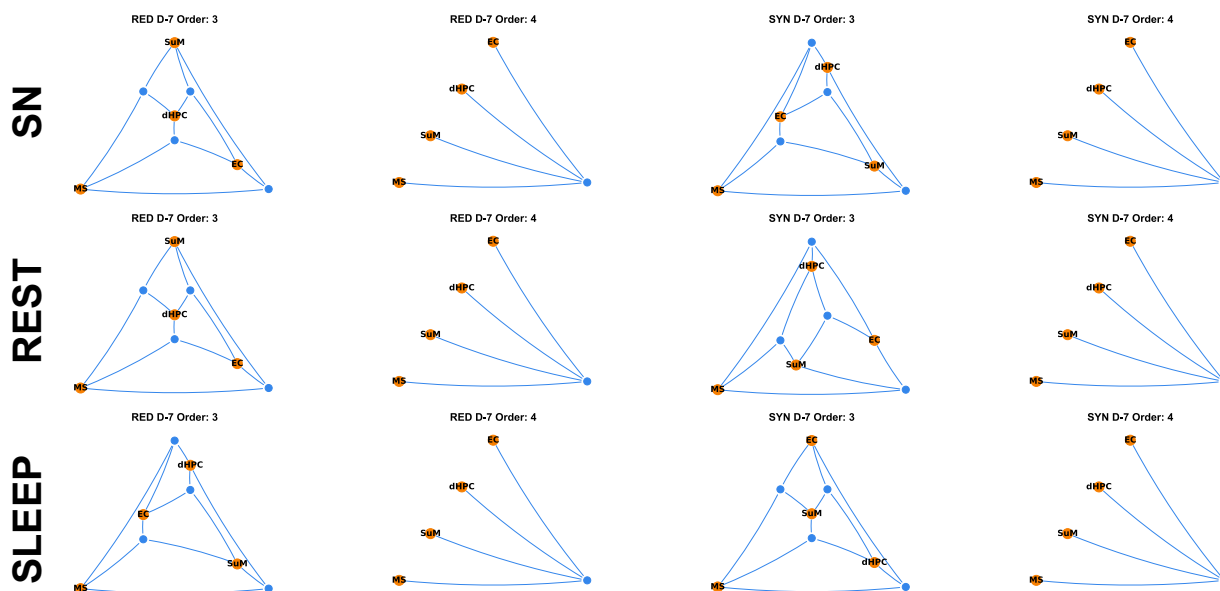 SN
RED D-7 Order: 3
RED D-7 Order: 4
SYN D-7 Order: 3
SYN D-7 Order: 4
SuM
dHPC
EC
MS
EC
dHPC
SuM
MS
dHPC
EC
SuM
MS
EC
dHPC
SuM
MS
REST
RED D-7 Order: 3
RED D-7 Order: 4
SYN D-7 Order: 3
SYN D-7 Order: 4
SuM
dHPC
EC
MS
EC
dHPC
SuM
MS
dHPC
EC
SuM
MS
EC
dHPC
SuM
MS
SLEEP
RED D-7 Order: 3
RED D-7 Order: 4
SYN D-7 Order: 3
SYN D-7 Order: 4
dHPC
EC
SuM
MS
EC
dHPC
SuM
MS
EC
SuM
dHPC
MS
EC
dHPC
SuM
MS